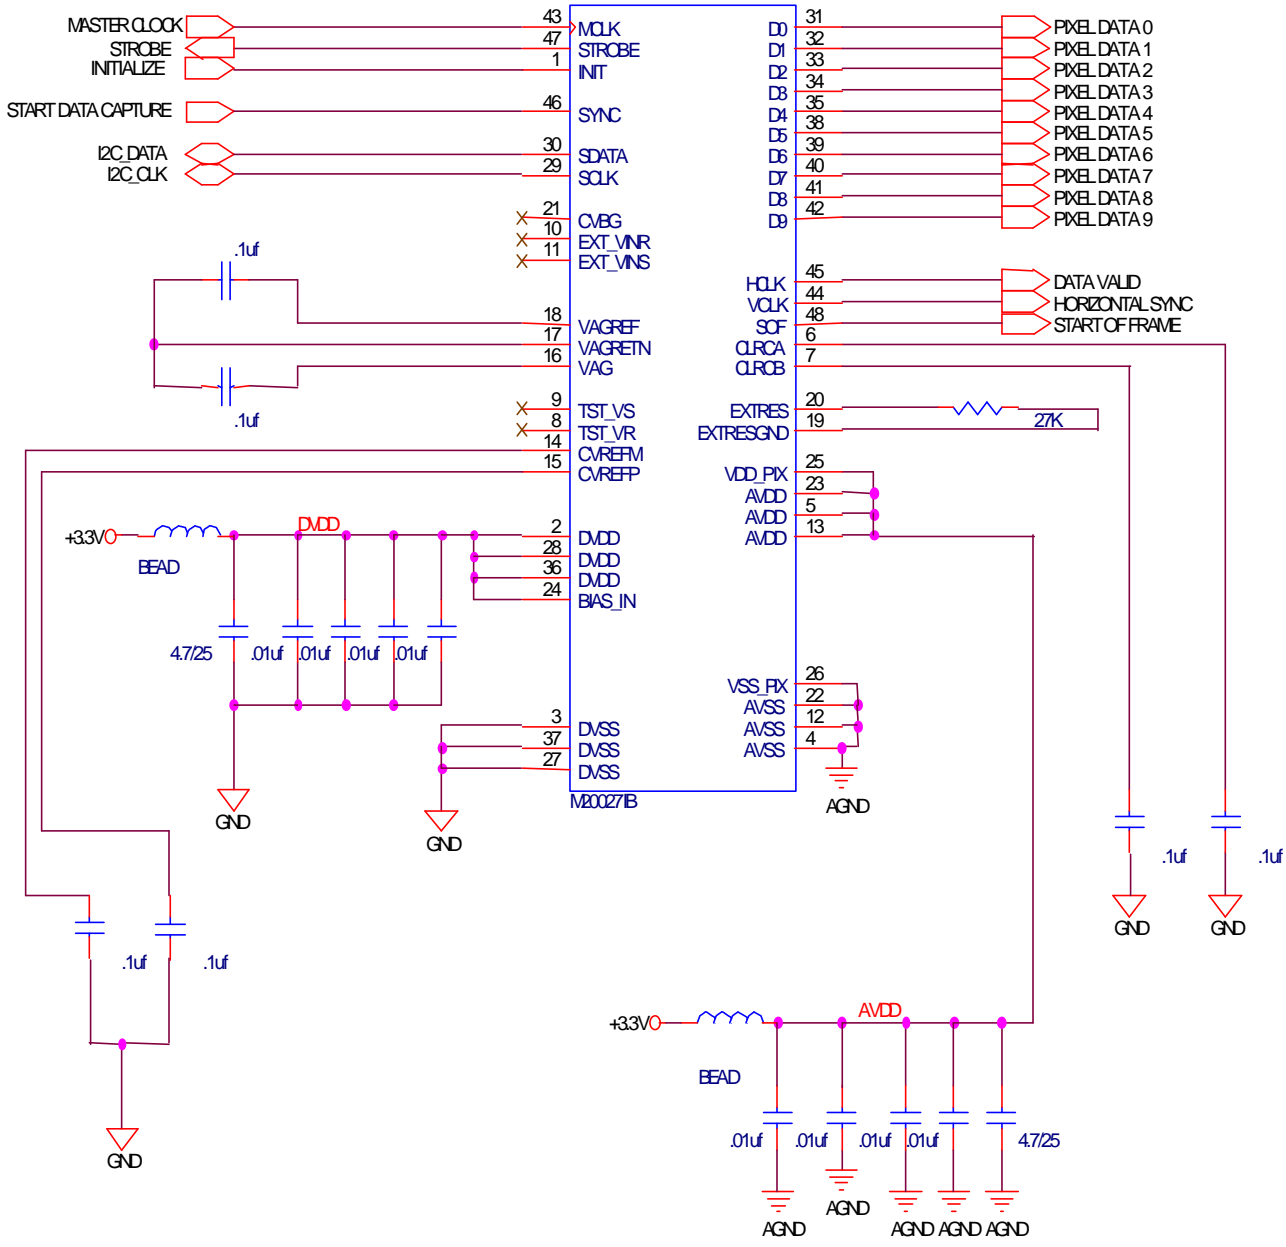 MASTER CLOCK 43 MCLK
STROBE 47 STROBE
INITIALIZE 1 INIT
START DATA CAPTURE 46 SYNC
I2C_DATA 30 SDATA
I2C_CLK 29 SCLK
21 CVBG
10 EXT_VINR
11 EXT_VINS
.1uf
18 VAGREF
17 VAGRETN
16 VAG
.1uf
9 TST_VS
8 TST_VR
14 CVREFM
15 CVREFP
+3.3V BEAD DVDD
2 DVDD
28 DVDD
36 DVDD
24 BIAS_IN
4.7/25 .01uf .01uf .01uf .01uf
3 DVSS
37 DVSS
27 DVSS
GND
GND
M20027IB
31 D0 PIXEL DATA 0
32 D1 PIXEL DATA 1
33 D2 PIXEL DATA 2
34 D3 PIXEL DATA 3
35 D4 PIXEL DATA 4
38 D5 PIXEL DATA 5
39 D6 PIXEL DATA 6
40 D7 PIXEL DATA 7
41 D8 PIXEL DATA 8
42 D9 PIXEL DATA 9
45 HCLK DATA VALID
44 VCLK HORIZONTAL SYNC
48 SOF START OF FRAME
6 CLRCA
7 CLRCB
20 EXTRES
19 EXTRESGND
27K
25 VDD_PIX
23 AVDD
5 AVDD
13 AVDD
26 VSS_PIX
22 AVSS
12 AVSS
4 AVSS
AGND
.1uf .1uf
GND GND
.1uf .1uf
GND
+3.3V BEAD AVDD
.01uf .01uf .01uf .01uf 4.7/25
AGND AGND AGND AGND AGND